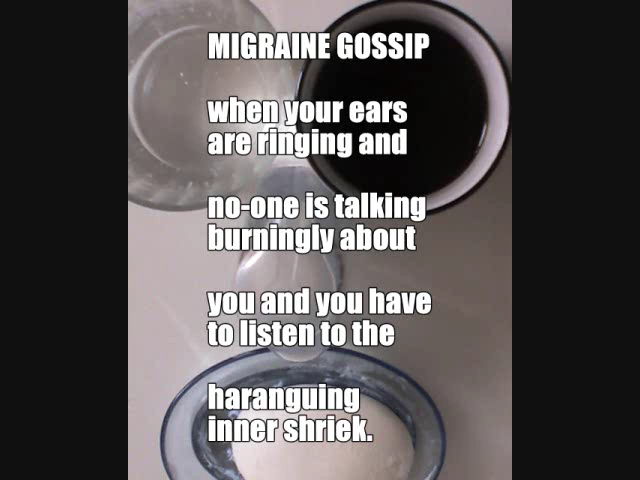 MIGRAINE GOSSIP
when your ears
are ringing and
no-one is talking
burningly about
you and you have
to listen to the
haranguing
inner shriek.